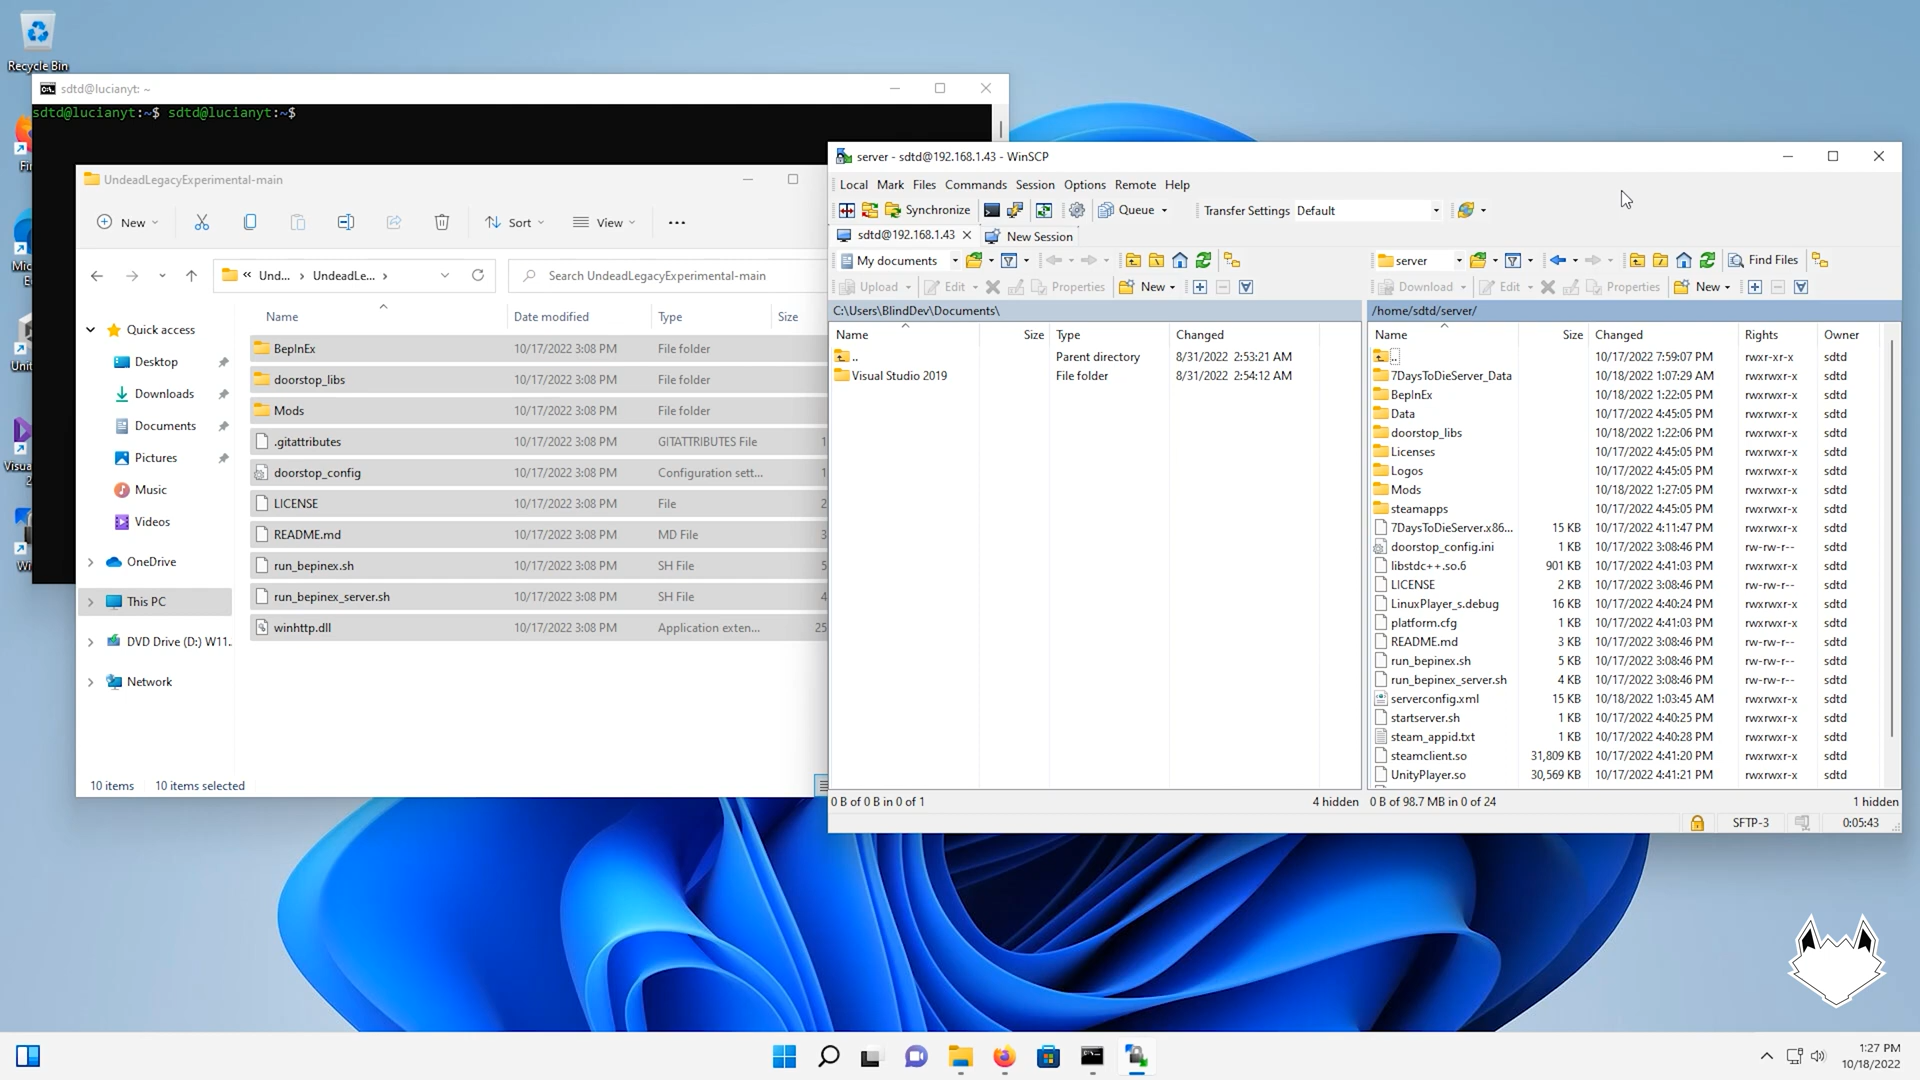 Recycle Bin
sdtd@lucianyt: ~
sdtd@lucianyt:~$ sdtd@lucianyt:~$
UndeadLegacyExperimental-main
New
Sort
View
Und... › UndeadLe... ›
Search UndeadLegacyExperimental-main
Name Date modified Type Size
Quick access
Desktop
Downloads
Documents
Pictures
Music
Videos
OneDrive
This PC
DVD Drive (D:) W11.
Network
BepInEx 10/17/2022 3:08 PM File folder
doorstop_libs 10/17/2022 3:08 PM File folder
Mods 10/17/2022 3:08 PM File folder
.gitattributes 10/17/2022 3:08 PM GITATTRIBUTES File 1
doorstop_config 10/17/2022 3:08 PM Configuration sett... 1
LICENSE 10/17/2022 3:08 PM File 2
README.md 10/17/2022 3:08 PM MD File 3
run_bepinex.sh 10/17/2022 3:08 PM SH File 5
run_bepinex_server.sh 10/17/2022 3:08 PM SH File 4
winhttp.dll 10/17/2022 3:08 PM Application exten... 25
10 items 10 items selected
server - sdtd@192.168.1.43 - WinSCP
Local Mark Files Commands Session Options Remote Help
Synchronize Queue Transfer Settings Default
sdtd@192.168.1.43 New Session
My documents
Upload Edit Properties New
C:\Users\BlindDev\Documents\
Name Size Type Changed
.. Parent directory 8/31/2022 2:53:21 AM
Visual Studio 2019 File folder 8/31/2022 2:54:12 AM
0 B of 0 B in 0 of 1 4 hidden
server Find Files
Download Edit Properties New
/home/sdtd/server/
Name Size Changed Rights Owner
.. 10/17/2022 7:59:07 PM rwxr-xr-x sdtd
7DaysToDieServer_Data 10/18/2022 1:07:29 AM rwxrwxr-x sdtd
BepInEx 10/18/2022 1:22:05 PM rwxrwxr-x sdtd
Data 10/17/2022 4:45:05 PM rwxrwxr-x sdtd
doorstop_libs 10/18/2022 1:22:06 PM rwxrwxr-x sdtd
Licenses 10/17/2022 4:45:05 PM rwxrwxr-x sdtd
Logos 10/17/2022 4:45:05 PM rwxrwxr-x sdtd
Mods 10/18/2022 1:27:05 PM rwxrwxr-x sdtd
steamapps 10/17/2022 4:45:05 PM rwxrwxr-x sdtd
7DaysToDieServer.x86... 15 KB 10/17/2022 4:11:47 PM rwxrwxr-x sdtd
doorstop_config.ini 1 KB 10/17/2022 3:08:46 PM rw-rw-r-- sdtd
libstdc++.so.6 901 KB 10/17/2022 4:41:03 PM rwxrwxr-x sdtd
LICENSE 2 KB 10/17/2022 3:08:46 PM rw-rw-r-- sdtd
LinuxPlayer_s.debug 16 KB 10/17/2022 4:40:24 PM rwxrwxr-x sdtd
platform.cfg 1 KB 10/17/2022 4:41:03 PM rwxrwxr-x sdtd
README.md 3 KB 10/17/2022 3:08:46 PM rw-rw-r-- sdtd
run_bepinex.sh 5 KB 10/17/2022 3:08:46 PM rw-rw-r-- sdtd
run_bepinex_server.sh 4 KB 10/17/2022 3:08:46 PM rw-rw-r-- sdtd
serverconfig.xml 15 KB 10/18/2022 1:03:45 AM rwxrwxr-x sdtd
startserver.sh 1 KB 10/17/2022 4:40:25 PM rwxrwxr-x sdtd
steam_appid.txt 1 KB 10/17/2022 4:40:28 PM rwxrwxr-x sdtd
steamclient.so 31,809 KB 10/17/2022 4:41:20 PM rwxrwxr-x sdtd
UnityPlayer.so 30,569 KB 10/17/2022 4:41:21 PM rwxrwxr-x sdtd
0 B of 98.7 MB in 0 of 24 1 hidden
SFTP-3 0:05:43
1:27 PM
10/18/2022